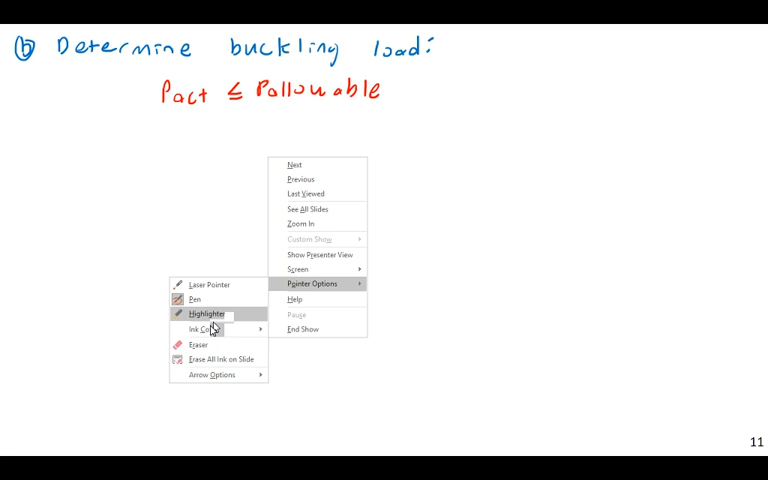 b Determine buckling load:
Pact ≤ Pallowable
Next
Previous
Last Viewed
See All Slides
Zoom In
Custom Show
Show Presenter View
Screen
Pointer Options
Help
Pause
End Show
Laser Pointer
Pen
Highlighter
Ink
Eraser
Erase All Ink on Slide
Arrow Options
11